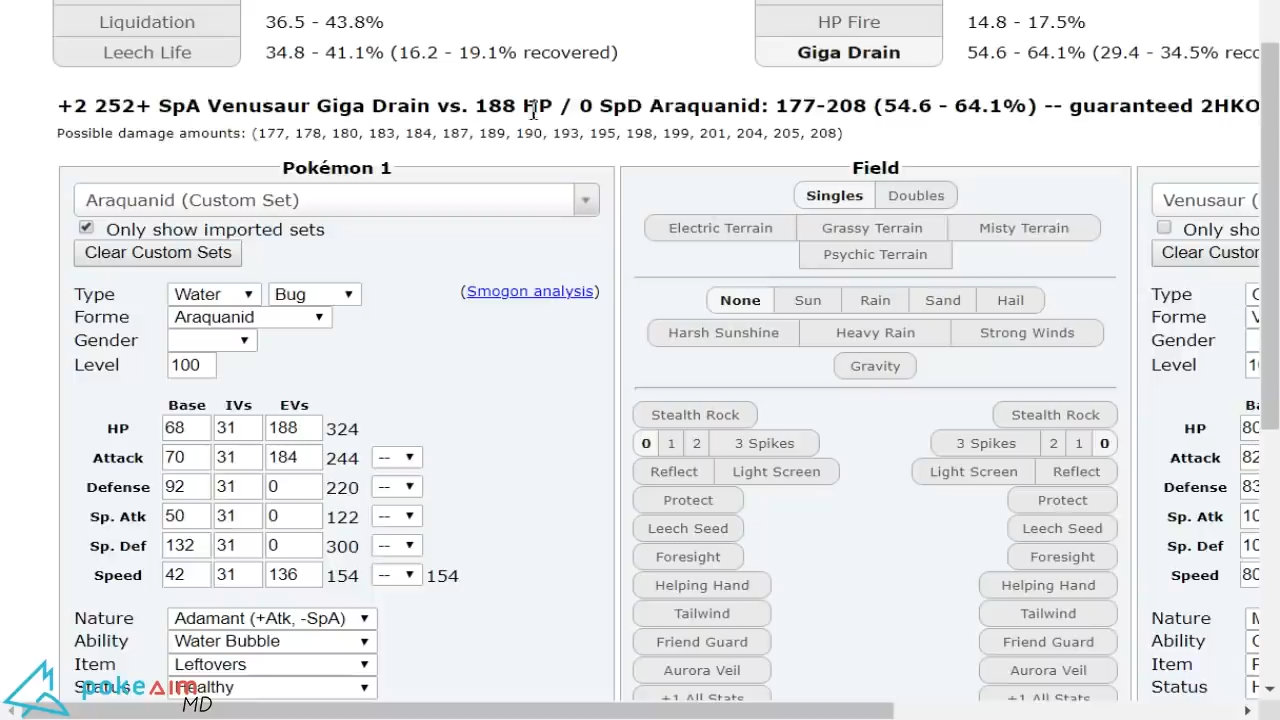 Liquidation 36.5 - 43.8% HP Fire 14.8 - 17.5%
Leech Life 34.8 - 41.1% (16.2 - 19.1% recovered) Giga Drain 54.6 - 64.1% (29.4 - 34.5% reco
+2 252+ SpA Venusaur Giga Drain vs. 188 HP / 0 SpD Araquanid: 177-208 (54.6 - 64.1%) -- guaranteed 2HKO
Possible damage amounts: (177, 178, 180, 183, 184, 187, 189, 190, 193, 195, 198, 199, 201, 204, 205, 208)
Pokémon 1
Araquanid (Custom Set)
Only show imported sets
Clear Custom Sets
Type Water Bug (Smogon analysis)
Forme Araquanid
Gender
Level 100
Base IVs EVs
HP 68 31 188 324
Attack 70 31 184 244 --
Defense 92 31 0 220 --
Sp. Atk 50 31 0 122 --
Sp. Def 132 31 0 300 --
Speed 42 31 136 154 -- 154
Nature Adamant (+Atk, -SpA)
Ability Water Bubble
Item Leftovers
Status Healthy
Field
Singles Doubles
Electric Terrain Grassy Terrain Misty Terrain
Psychic Terrain
None Sun Rain Sand Hail
Harsh Sunshine Heavy Rain Strong Winds
Gravity
Stealth Rock Stealth Rock
0 1 2 3 Spikes 3 Spikes 2 1 0
Reflect Light Screen Light Screen Reflect
Protect Protect
Leech Seed Leech Seed
Foresight Foresight
Helping Hand Helping Hand
Tailwind Tailwind
Friend Guard Friend Guard
Aurora Veil Aurora Veil
+1 All Stats +1 All Stats
Venusaur (
Only sho
Clear Custor
Type
Forme
Gender
Level
HP 80
Attack 82
Defense 83
Sp. Atk 10
Sp. Def 10
Speed 80
Nature
Ability
Item
Status
pokeaim
MD